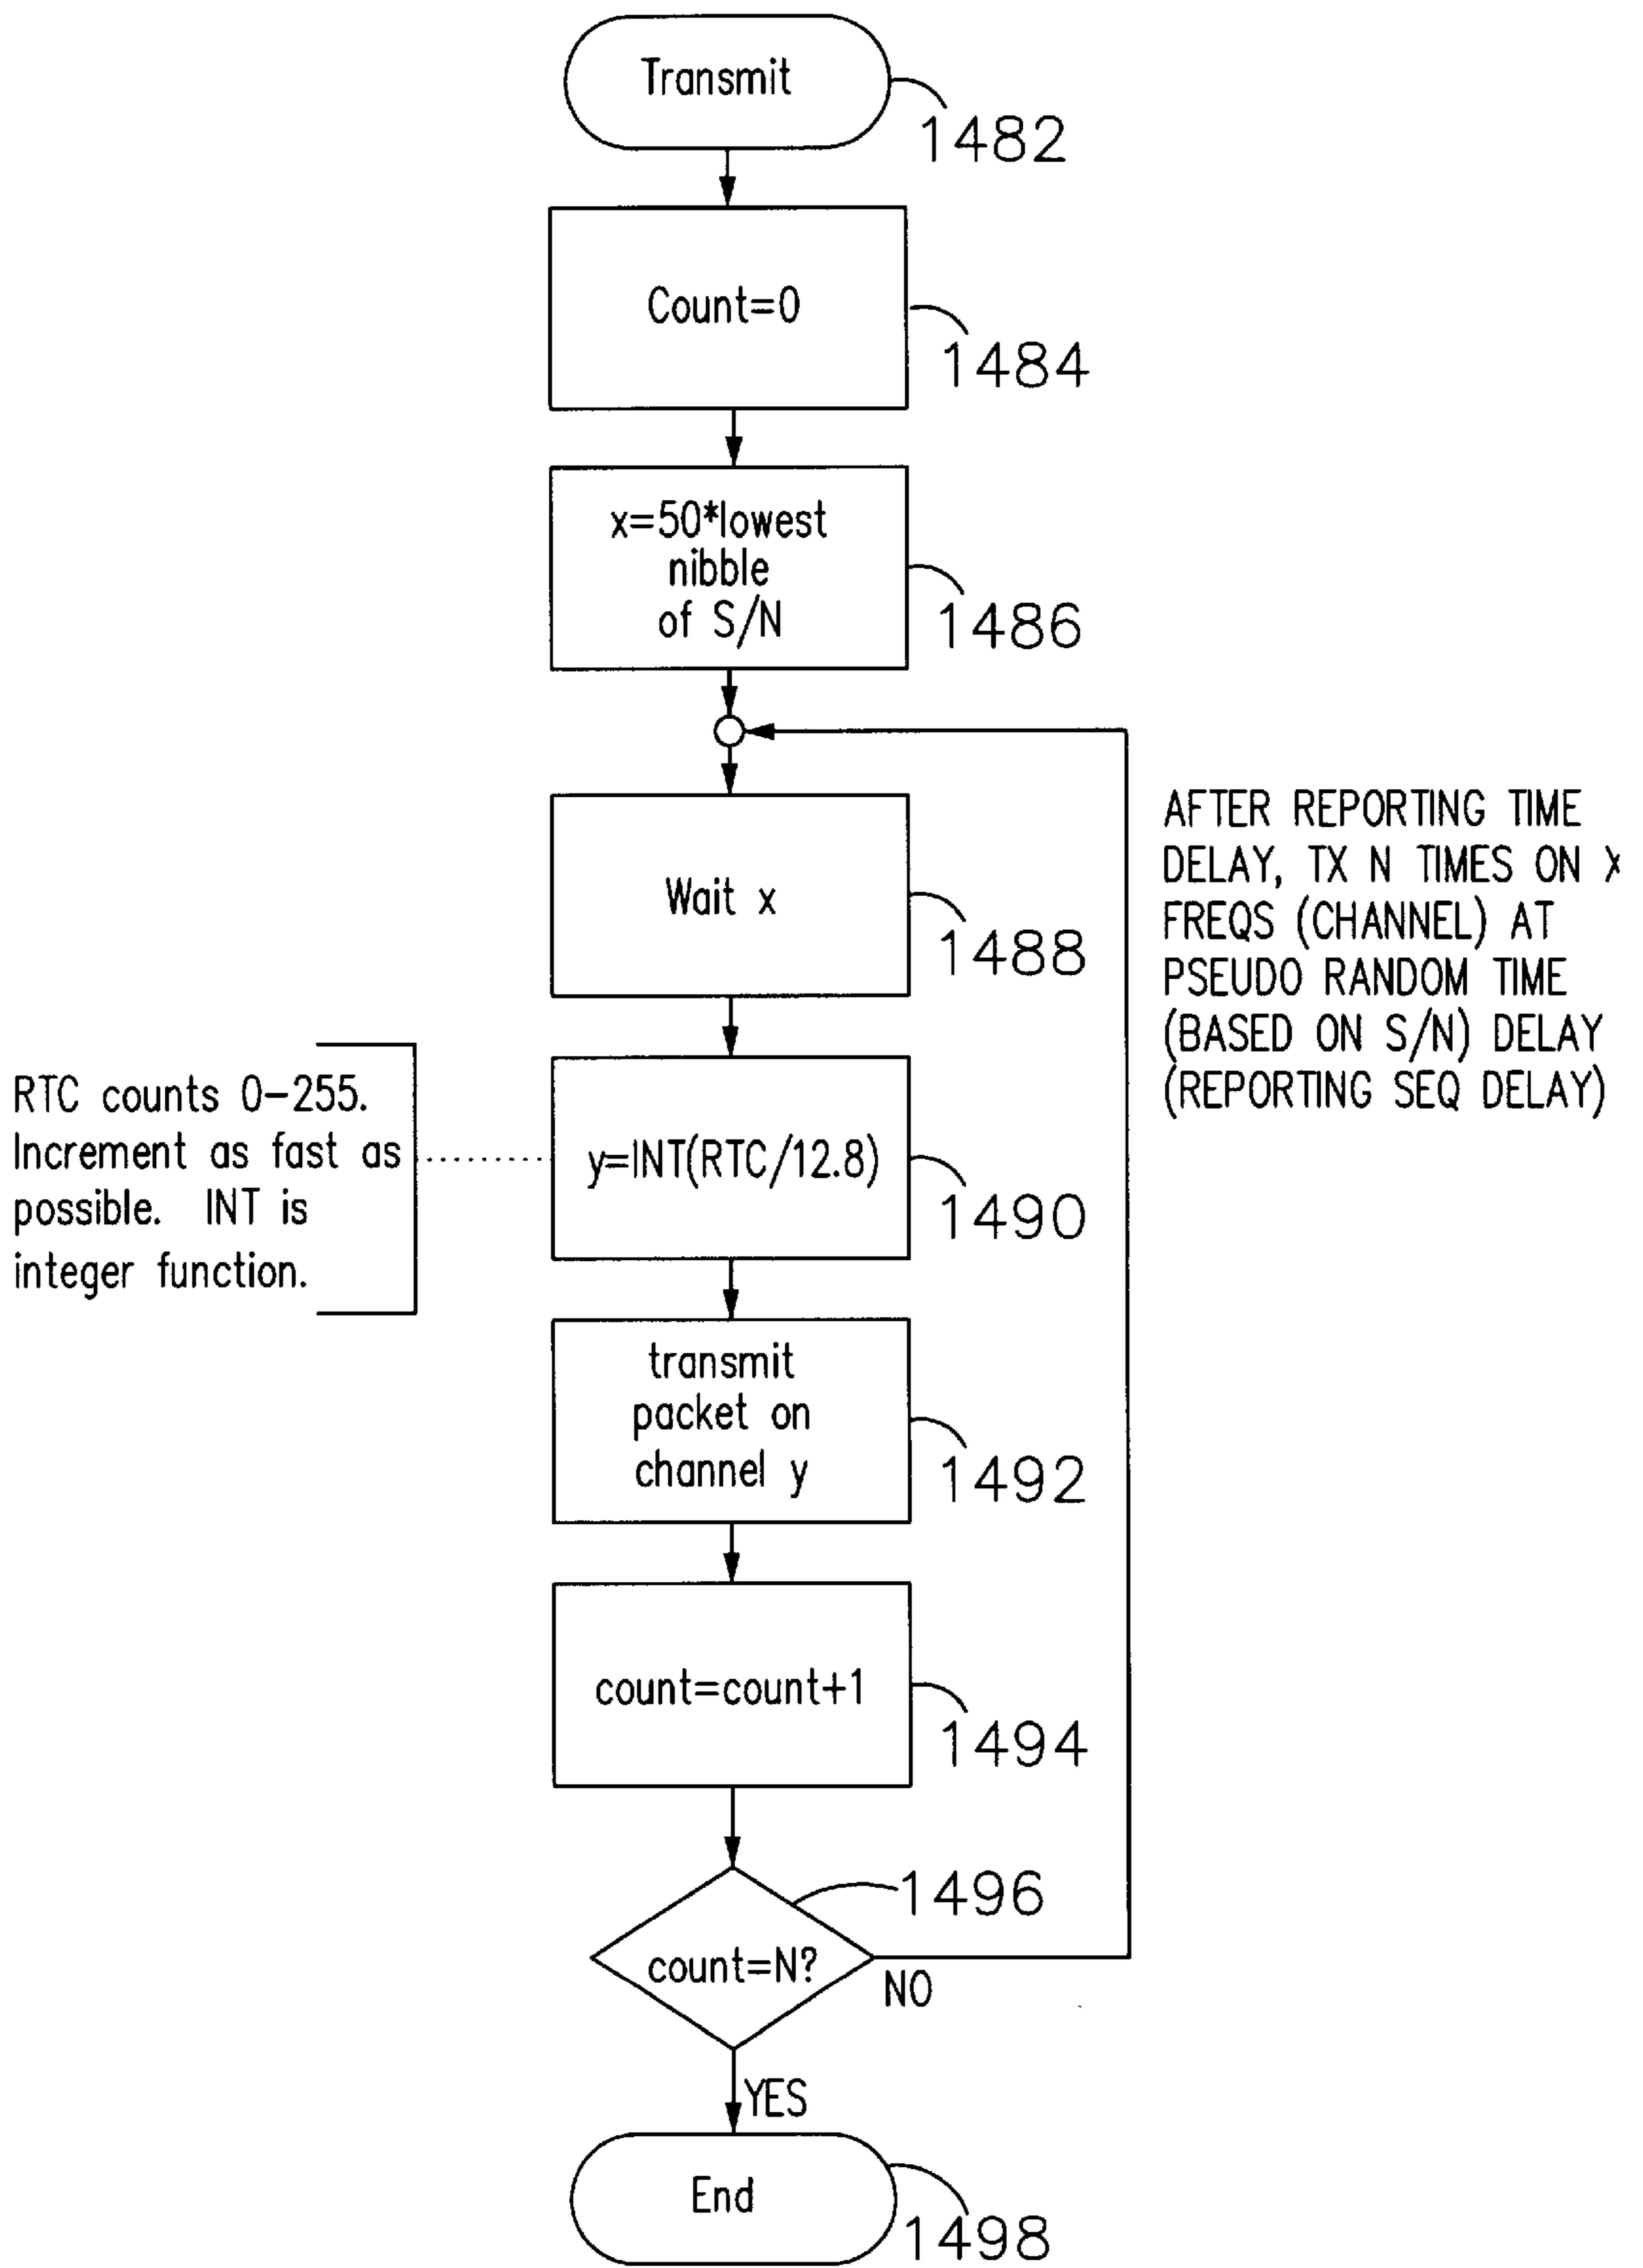 Transmit
1482
Count=0
1484
x=50*lowest
nibble
of S/N
1486
Wait x
1488
AFTER REPORTING TIME
DELAY, TX N TIMES ON X
FREQS (CHANNEL) AT
PSEUDO RANDOM TIME
(BASED ON S/N) DELAY
(REPORTING SEQ DELAY)
RTC counts 0-255.
Increment as fast as
possible. INT is
integer function.
y=INT(RTC/12.8)
1490
transmit
packet on
channel y
1492
count=count+1
1494
1496
count=N?
NO
YES
End
1498